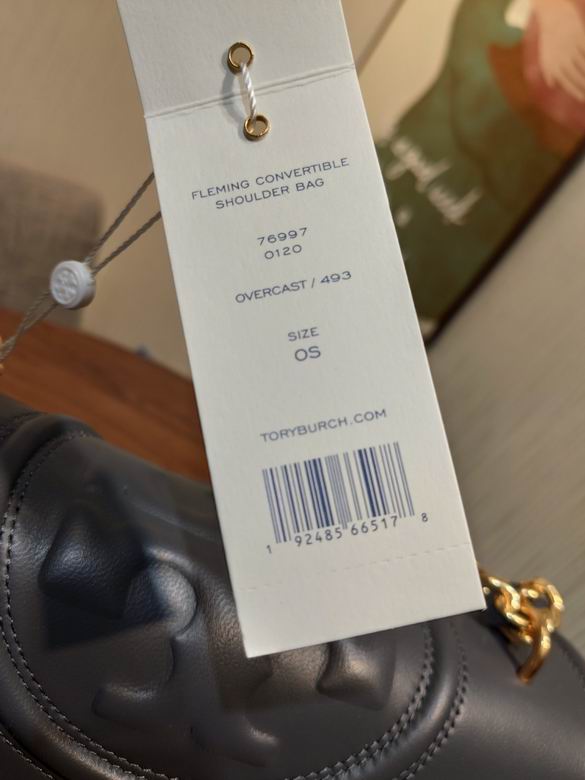 FLEMING CONVERTIBLE
SHOULDER BAG
76997
0120
OVERCAST / 493
SIZE
OS
TORYBURCH.COM
1 92485 66517 8